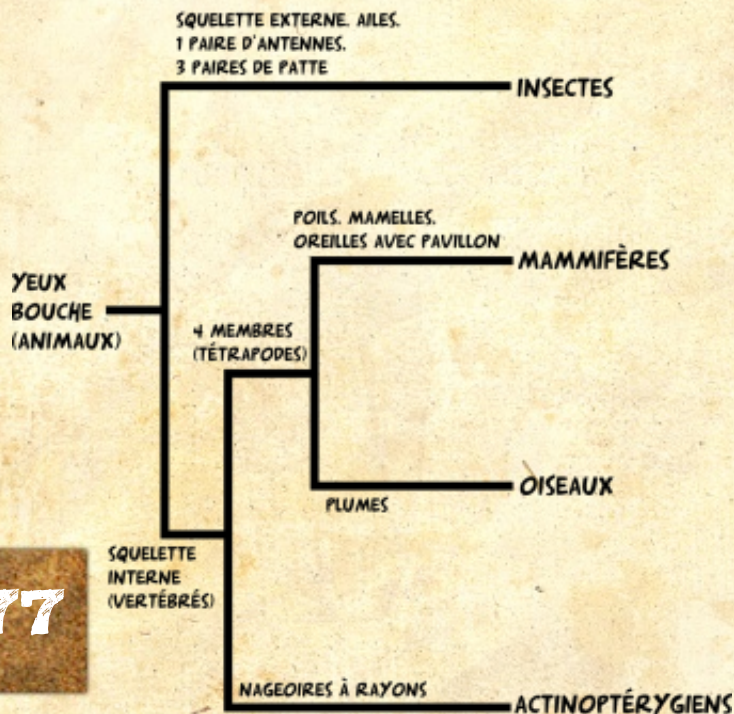 SQUELETTE EXTERNE. AILES.
1 PAIRE D'ANTENNES.
3 PAIRES DE PATTE
INSECTES
POILS. MAMELLES.
OREILLES AVEC PAVILLON
MAMMIFÈRES
YEUX
BOUCHE
(ANIMAUX)
4 MEMBRES
(TÉTRAPODES)
OISEAUX
PLUMES
SQUELETTE
INTERNE
(VERTÉBRÉS)
77
NAGEOIRES À RAYONS
ACTINOPTÉRYGIENS